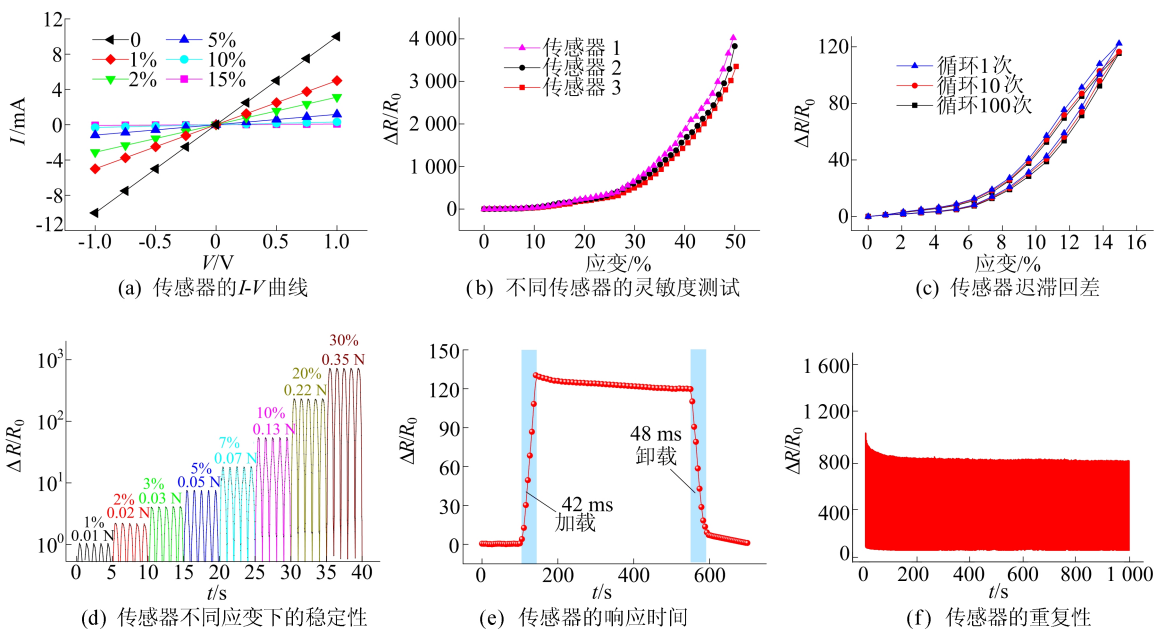 12
8
4
0
-4
-8
-12
I/mA
0
1%
2%
5%
10%
15%
-1.0 -0.5 0 0.5 1.0
V/V
(a) 传感器的I-V曲线
4 000
3 000
2 000
1 000
0
ΔR/R0
传感器 1
传感器 2
传感器 3
0 10 20 30 40 50
应变/%
(b) 不同传感器的灵敏度测试
120
80
40
0
ΔR/R0
循环1次
循环10次
循环100次
0 2 4 6 8 10 12 14 16
应变/%
(c) 传感器迟滞回差
10³
10²
10¹
10⁰
ΔR/R0
1%
0.01 N
2%
0.02 N
3%
0.03 N
5%
0.05 N
7%
0.07 N
10%
0.13 N
20%
0.22 N
30%
0.35 N
0 5 10 15 20 25 30 35 40
t/s
(d) 传感器不同应变下的稳定性
150
120
90
60
30
0
ΔR/R0
42 ms
加载
48 ms
卸载
0 200 400 600
t/s
(e) 传感器的响应时间
1 600
1 200
800
400
0
ΔR/R0
0 200 400 600 800 1 000
t/s
(f) 传感器的重复性